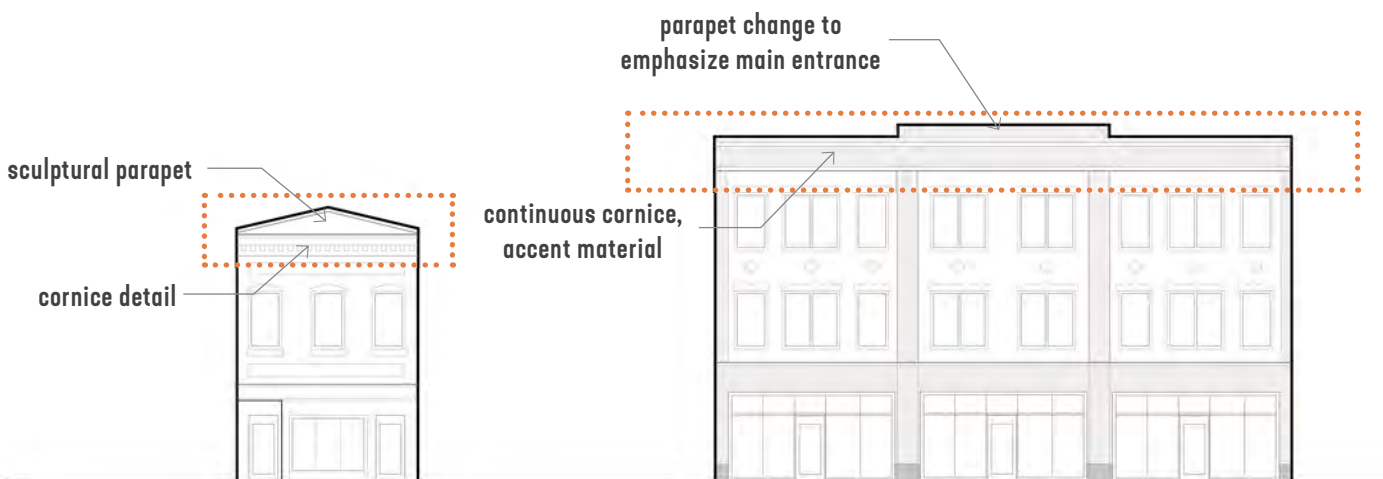 parapet change to
emphasize main entrance
sculptural parapet
continuous cornice,
accent material
cornice detail